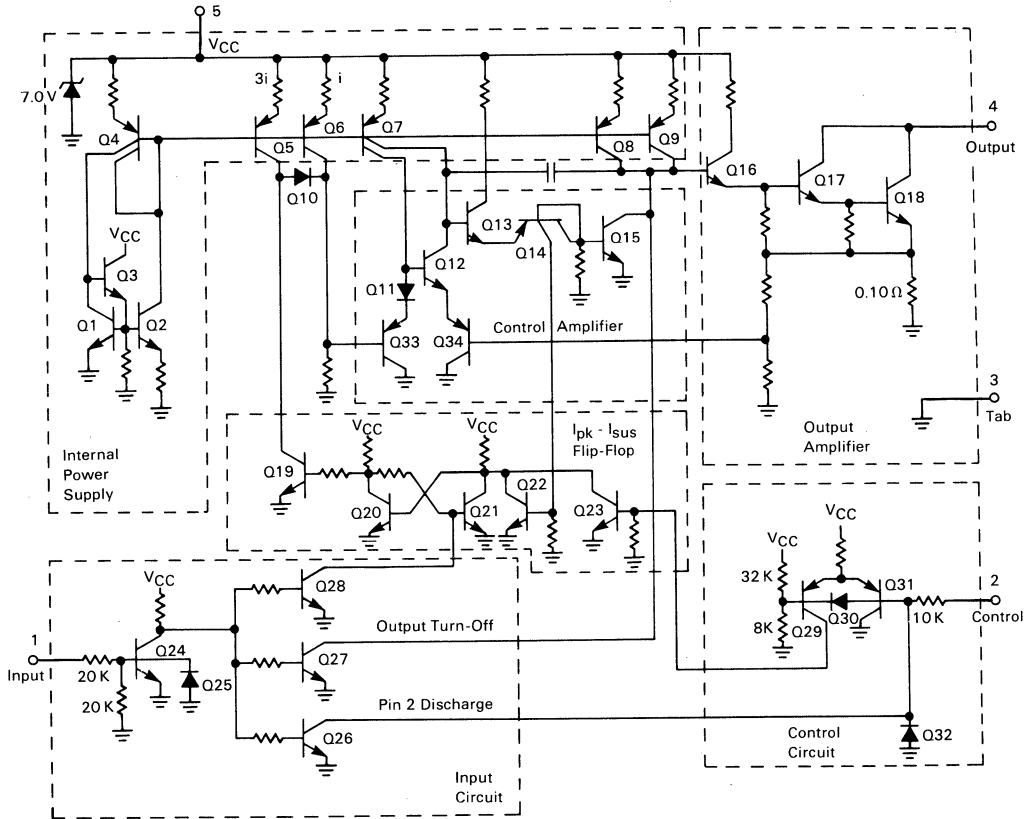 5
VCC
7.0 V
3i
i
Q4
Q5
Q6
Q7
Q8
Q9
4
Output
Q10
Q16
Q17
Q18
VCC
Q3
Q13
Q14
Q15
Q12
Q11
0.10 Ω
Q1
Q2
Control Amplifier
Q33
Q34
3
Tab
Internal
Power
Supply
Output
Amplifier
VCC
VCC
Ipk - Isus
Flip-Flop
Q19
Q20
Q21
Q22
Q23
VCC
VCC
32 K
Q31
2
Control
8K
Q29
Q30
10K
VCC
Q28
Output Turn-Off
1
Input
20 K
Q24
Q25
Q27
20 K
Pin 2 Discharge
Q26
Q32
Control
Circuit
Input
Circuit